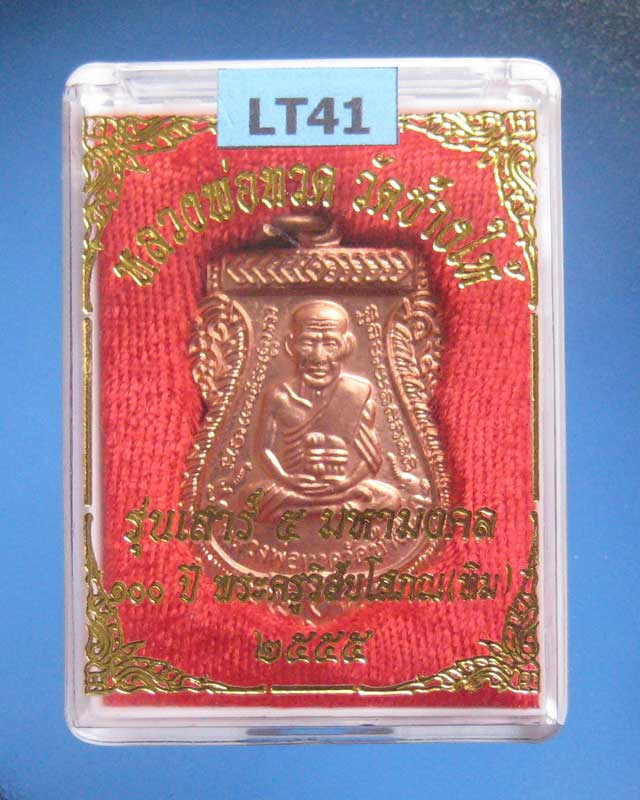 LT41
หลวงพ่อทวด วัดช้างให้
รุ่นเสาร์ ๕ มหามงคล
๑๐๐ ปี พระครูวิสัยโสภณ(ทิม)
๒๕๕๕